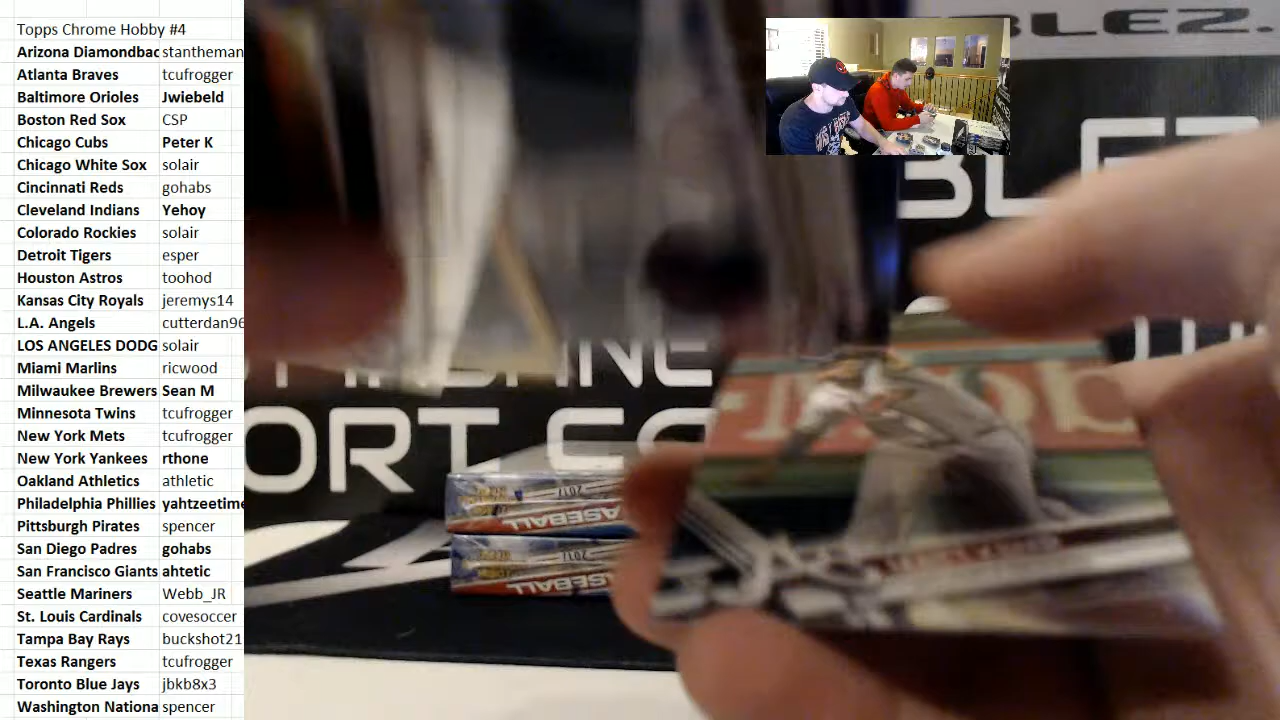 Topps Chrome Hobby #4
Arizona Diamondbac stantheman
Atlanta Braves tcufrogger
Baltimore Orioles Jwiebeld
Boston Red Sox CSP
Chicago Cubs Peter K
Chicago White Sox solair
Cincinnati Reds gohabs
Cleveland Indians Yehoy
Colorado Rockies solair
Detroit Tigers esper
Houston Astros toohod
Kansas City Royals jeremys14
L.A. Angels cutterdan96
LOS ANGELES DODG solair
Miami Marlins ricwood
Milwaukee Brewers Sean M
Minnesota Twins tcufrogger
New York Mets tcufrogger
New York Yankees rthone
Oakland Athletics athletic
Philadelphia Phillies yahtzeetime
Pittsburgh Pirates spencer
San Diego Padres gohabs
San Francisco Giants ahtetic
Seattle Mariners Webb_JR
St. Louis Cardinals covesoccer
Tampa Bay Rays buckshot21
Texas Rangers tcufrogger
Toronto Blue Jays jbkb8x3
Washington Nationa spencer
BLEZ.
ORT
2017
BASEBALL
2017
BASEBALL